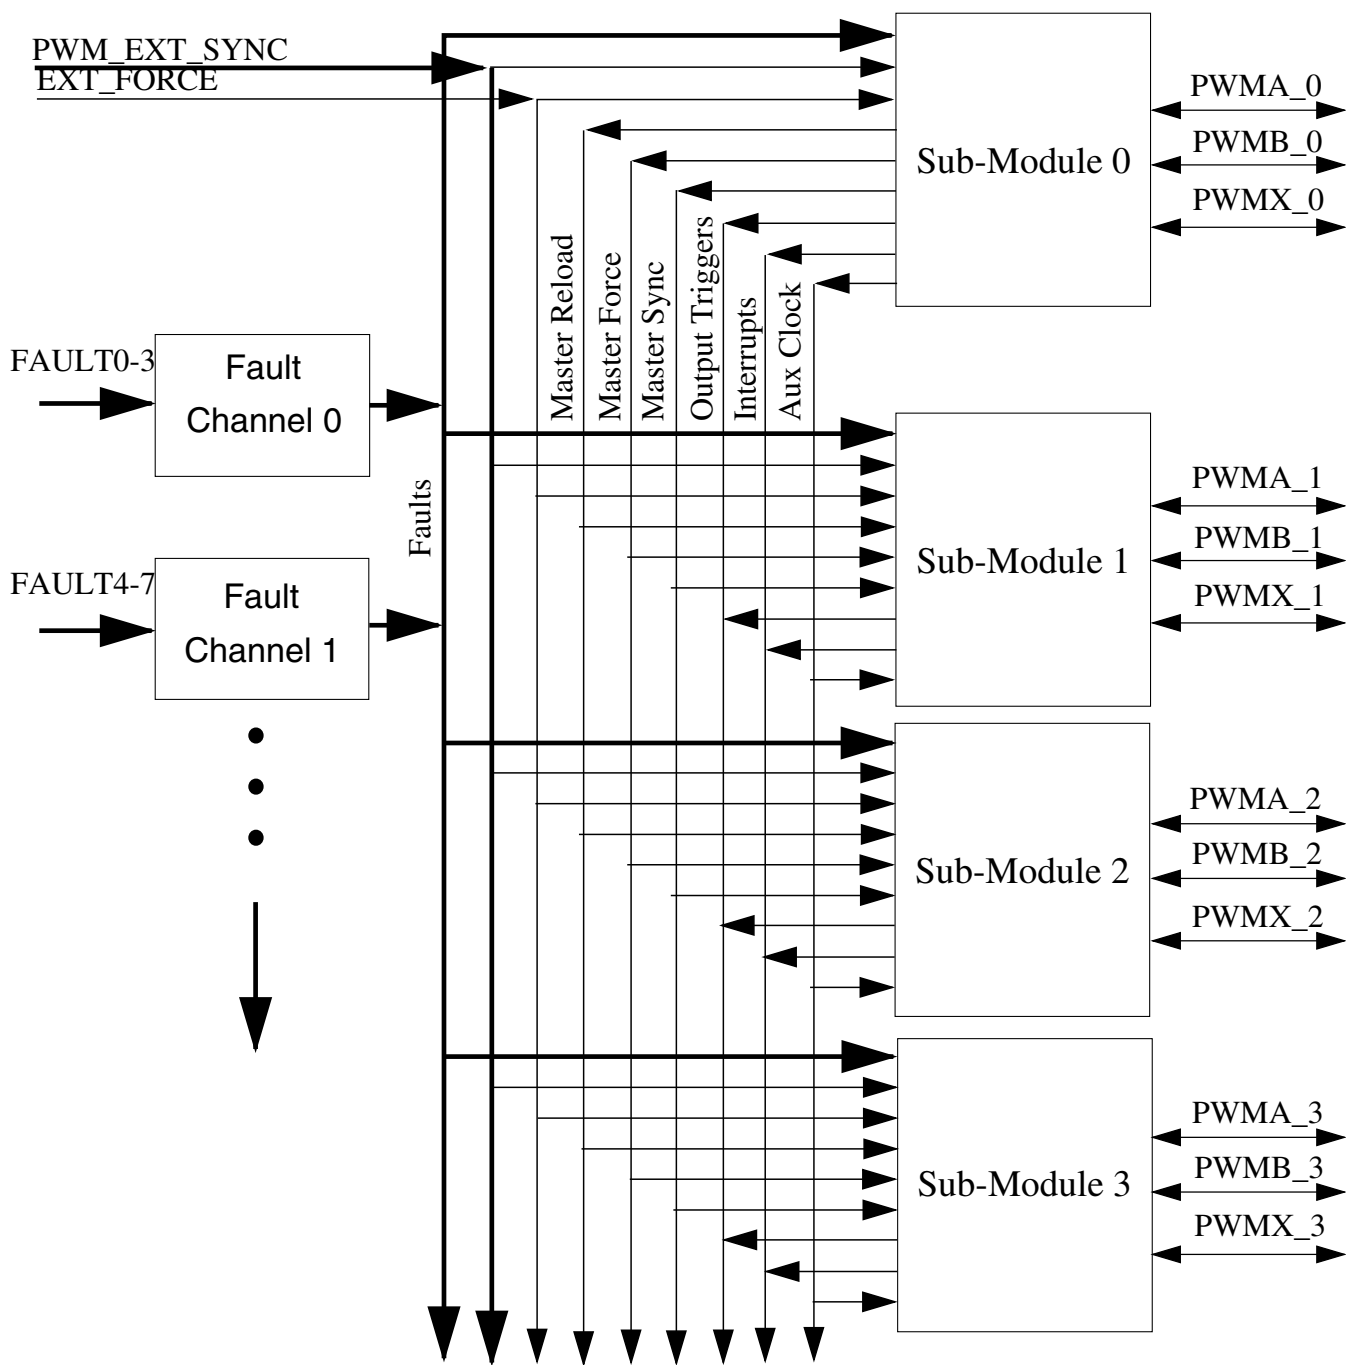 PWM_EXT_SYNC
EXT_FORCE
PWMA_0
PWMB_0
PWMX_0
Sub-Module 0
Master Reload
Master Force
Master Sync
Output Triggers
Interrupts
Aux Clock
FAULT0-3
Fault
Channel 0
Faults
PWMA_1
PWMB_1
PWMX_1
Sub-Module 1
FAULT4-7
Fault
Channel 1
PWMA_2
PWMB_2
PWMX_2
Sub-Module 2
PWMA_3
PWMB_3
PWMX_3
Sub-Module 3